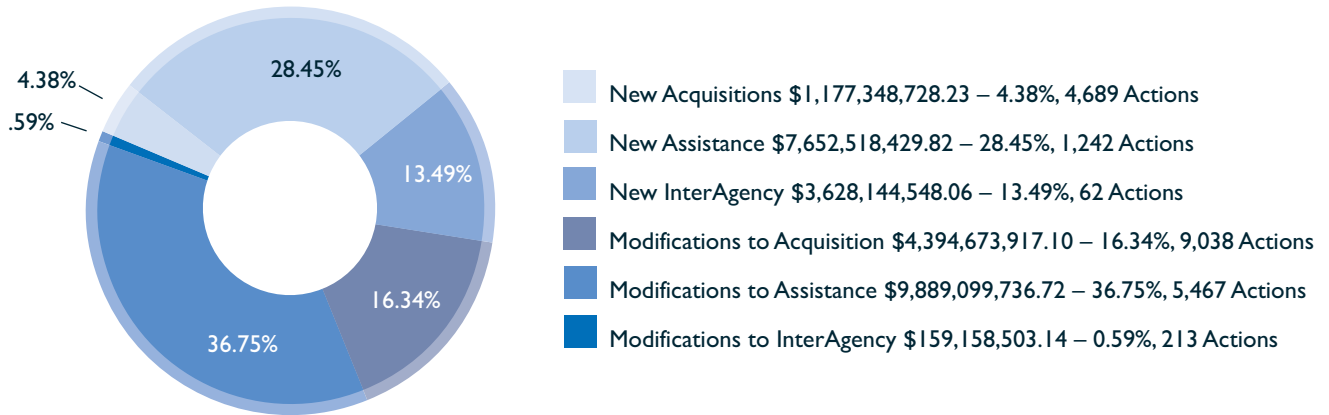 28.45%
4.38%
.59%
13.49%
16.34%
36.75%
New Acquisitions $1,177,348,728.23 – 4.38%, 4,689 Actions
New Assistance $7,652,518,429.82 – 28.45%, 1,242 Actions
New InterAgency $3,628,144,548.06 – 13.49%, 62 Actions
Modifications to Acquisition $4,394,673,917.10 – 16.34%, 9,038 Actions
Modifications to Assistance $9,889,099,736.72 – 36.75%, 5,467 Actions
Modifications to InterAgency $159,158,503.14 – 0.59%, 213 Actions